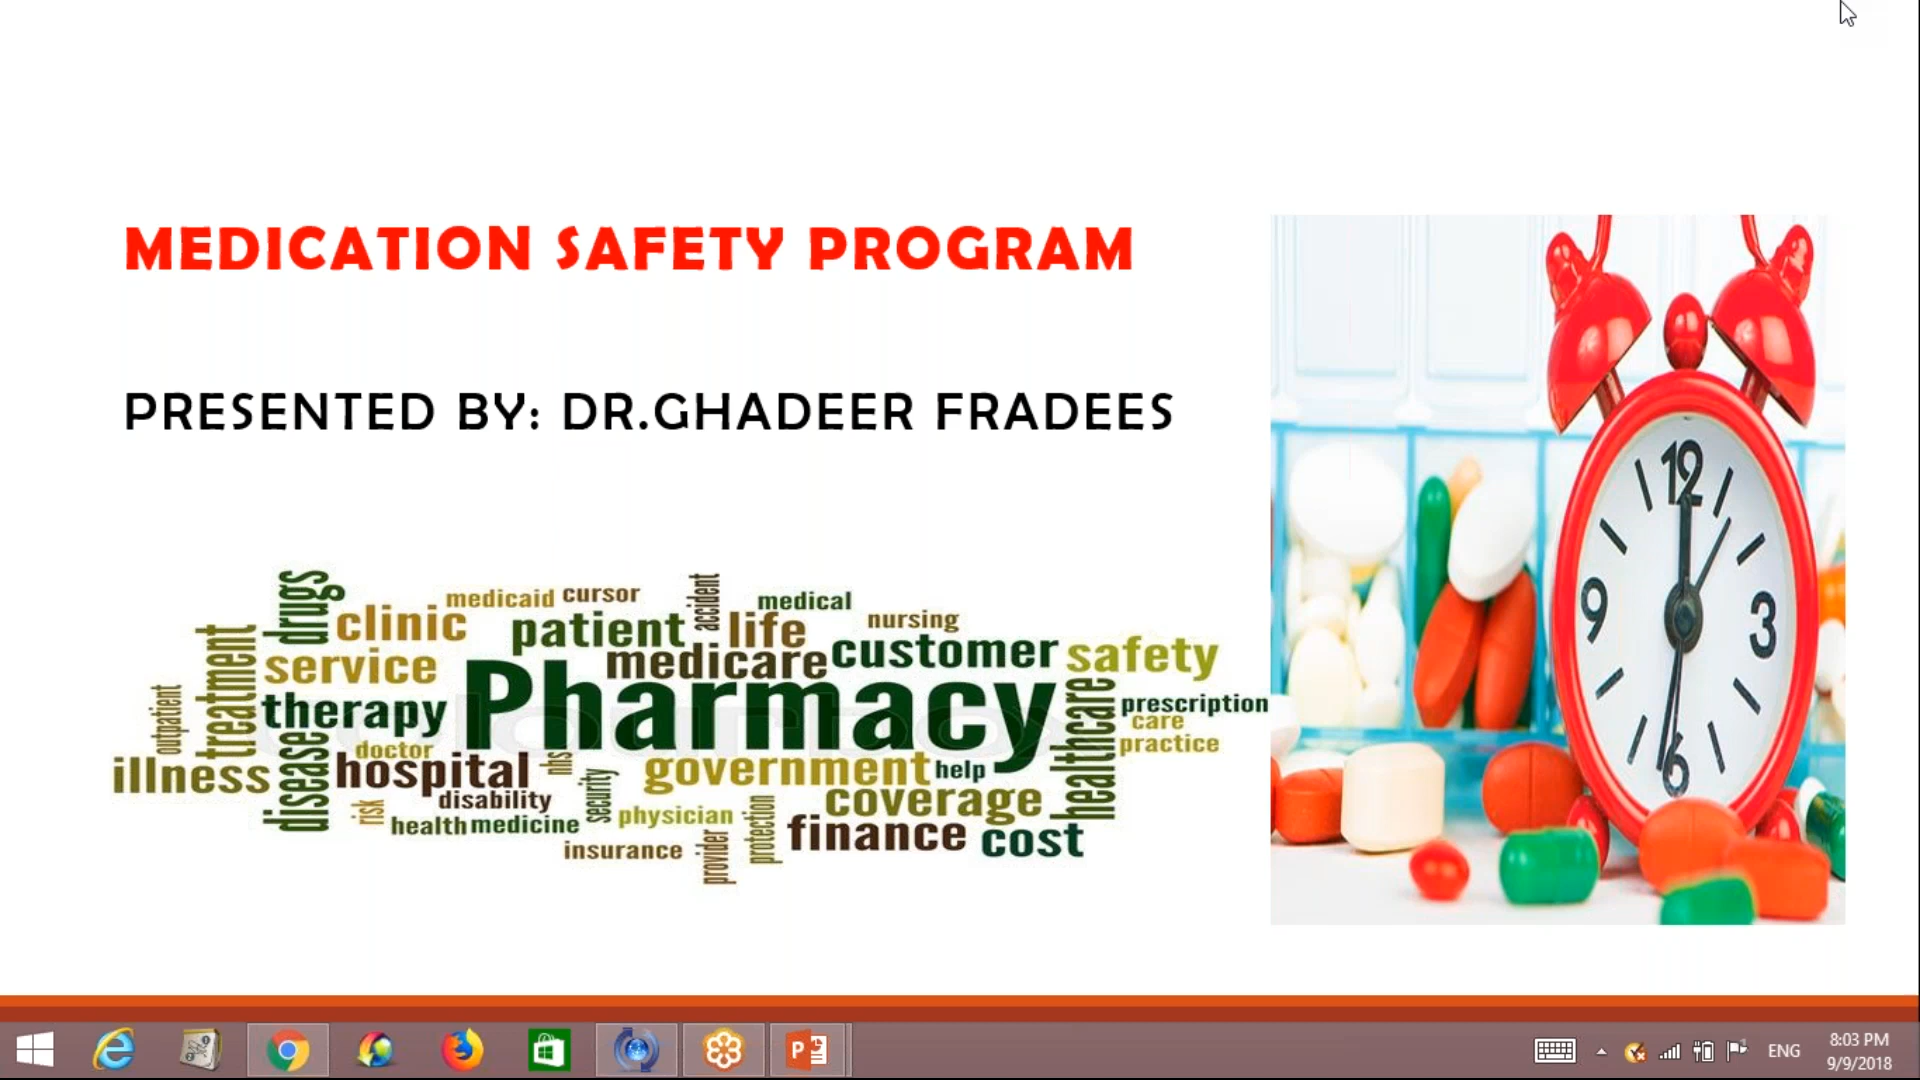 MEDICATION SAFETY PROGRAM
PRESENTED BY: DR.GHADEER FRADEES
drugs
clinic
medicaid
cursor
accident
medical
patient
life
nursing
treatment
service
medicare
customer
safety
outpatient
therapy
Pharmacy
healthcare
prescription
care
practice
illness
disease
doctor
hospital
nhs
government
help
disability
security
coverage
risk
health
medicine
physician
protection
finance
cost
insurance
provider
12
9
3
6
ENG
8:03 PM
9/9/2018